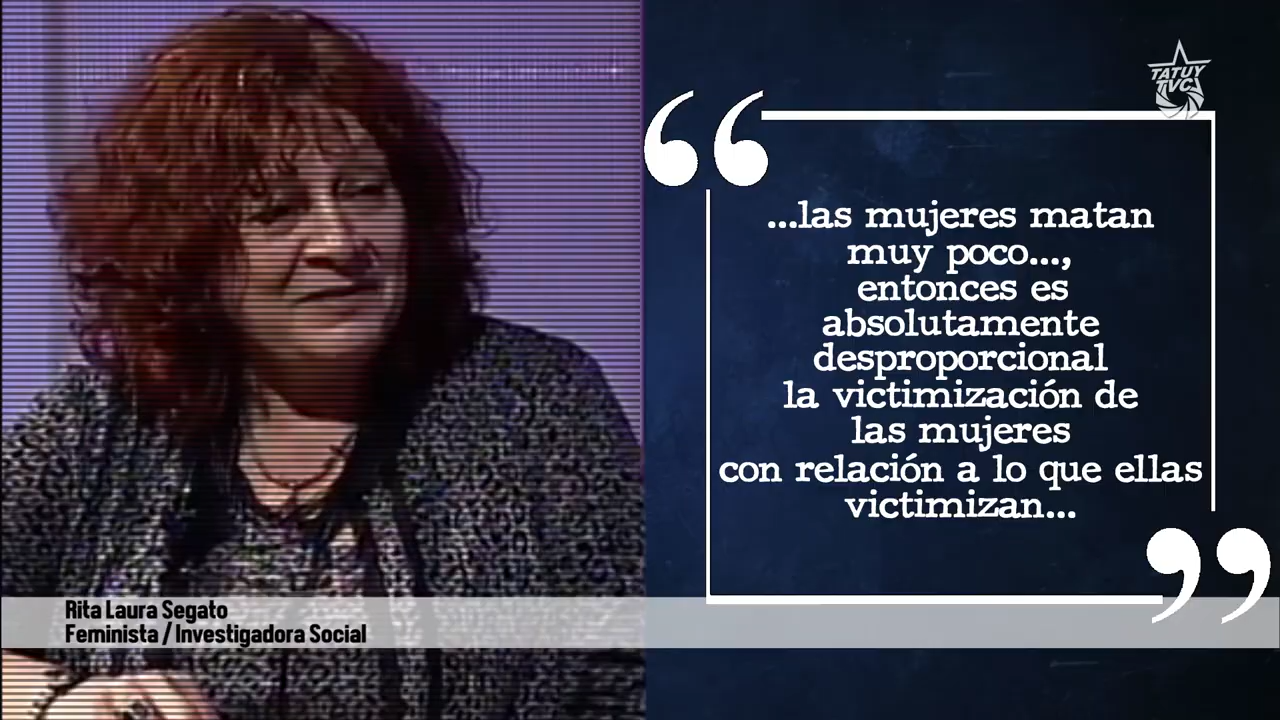 TATUY
TVC
“
...las mujeres matan
muy poco...,
entonces es
absolutamente
desproporcional
la victimización de
las mujeres
con relación a lo que ellas
victimizan...
”
Rita Laura Segato
Feminista / Investigadora Social